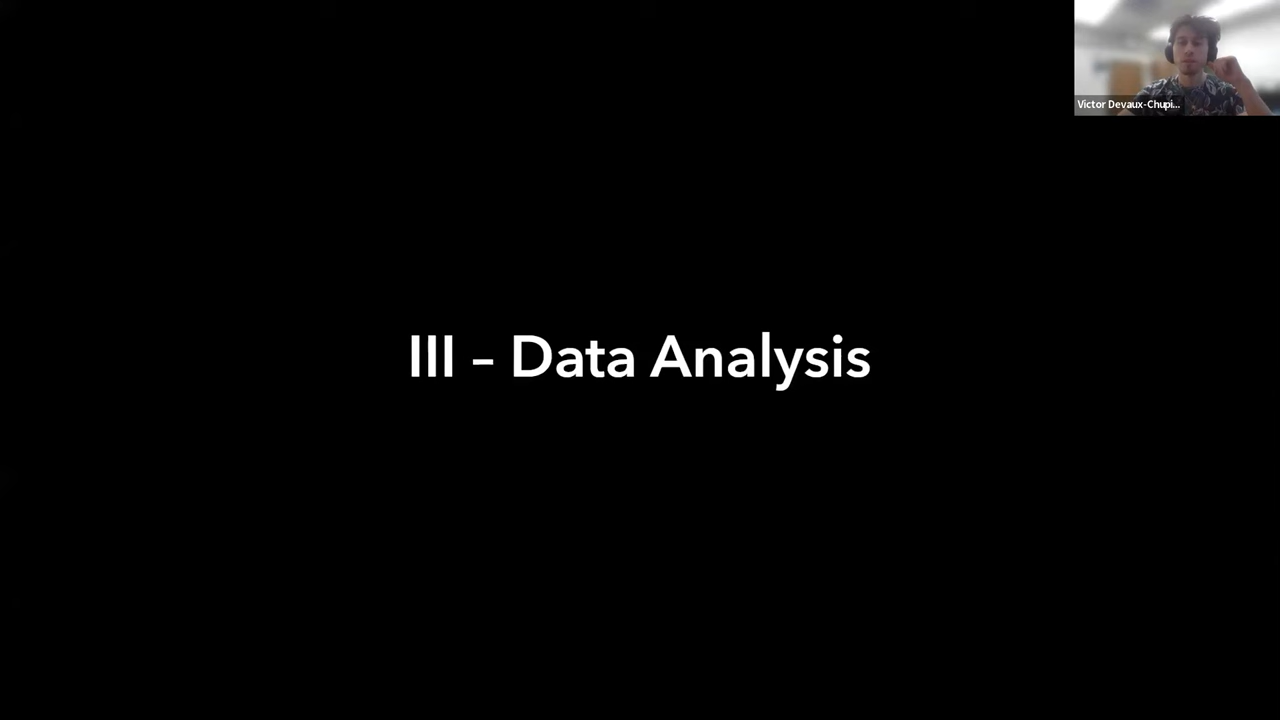 Victor Devaux-Chupi...
III – Data Analysis